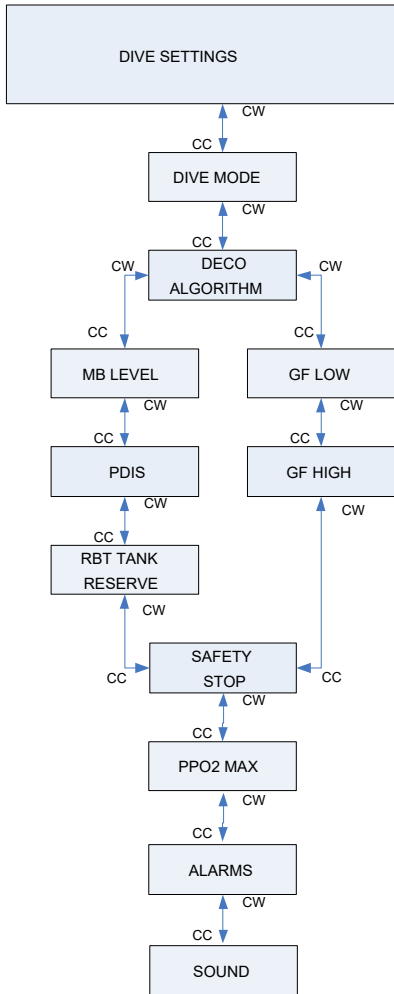 DIVE SETTINGS
CW
CC
DIVE MODE
CW
CC
DECO
ALGORITHM
CW
CW
CC
CC
MB LEVEL
GF LOW
CW
CW
CC
CC
PDIS
GF HIGH
CW
CW
CC
RBT TANK
RESERVE
CW
SAFETY
STOP
CC
CC
CW
CC
PPO2 MAX
CW
CC
ALARMS
CW
CC
SOUND